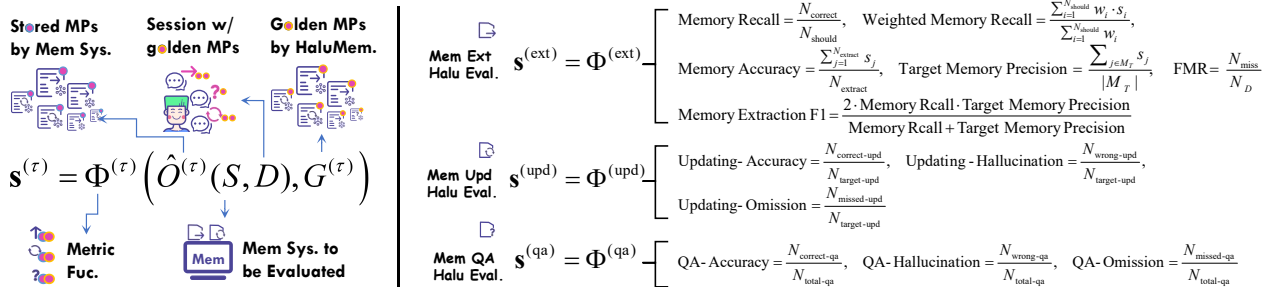 Stored MPs by Mem Sys.
Session w/ golden MPs
Golden MPs by HaluMem.
𝐬^(τ) = Φ^(τ) ( Ô^(τ) (S, D), G^(τ) )
Metric Fuc.
Mem
Mem Sys. to be Evaluated
Mem Ext Halu Eval.
𝐬^(ext) = Φ^(ext)
Memory Recall = N_correct / N_should, Weighted Memory Recall = ∑_{i=1}^{N_should} w_i · s_i / ∑_{i=1}^{N_should} w_i,
Memory Accuracy = ∑_{j=1}^{N_extract} s_j / N_extract, Target Memory Precision = ∑_{j∈M_T} s_j / |M_T|, FMR = N_miss / N_D
Memory Extraction F1 = 2 · Memory Rcall · Target Memory Precision / Memory Rcall + Target Memory Precision
Mem Upd Halu Eval.
𝐬^(upd) = Φ^(upd)
Updating- Accuracy = N_correct-upd / N_target-upd, Updating - Hallucination = N_wrong-upd / N_target-upd,
Updating- Omission = N_missed-upd / N_target-upd
Mem QA Halu Eval.
𝐬^(qa) = Φ^(qa)
QA- Accuracy = N_correct-qa / N_total-qa, QA- Hallucination = N_wrong-qa / N_total-qa, QA- Omission = N_missed-qa / N_total-qa